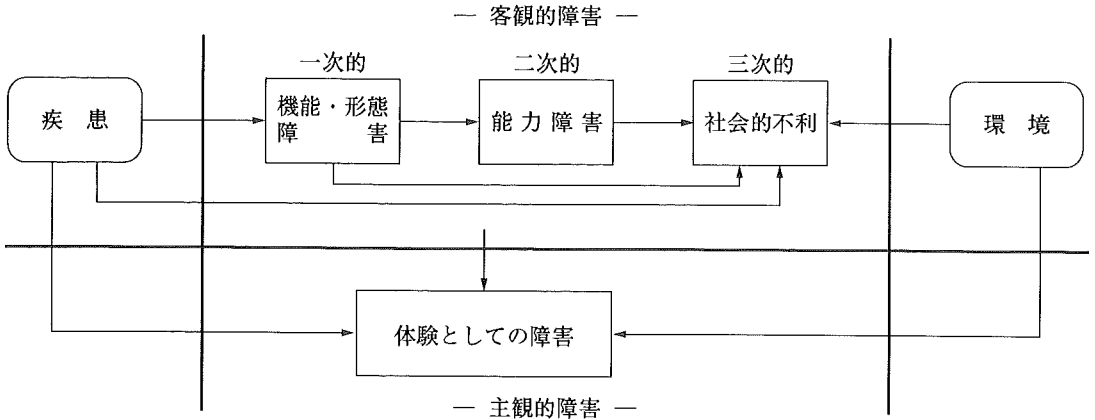 ― 客観的障害 ―
一次的
二次的
三次的
疾患
機能・形態
障害
能力障害
社会的不利
環境
体験としての障害
― 主観的障害 ―